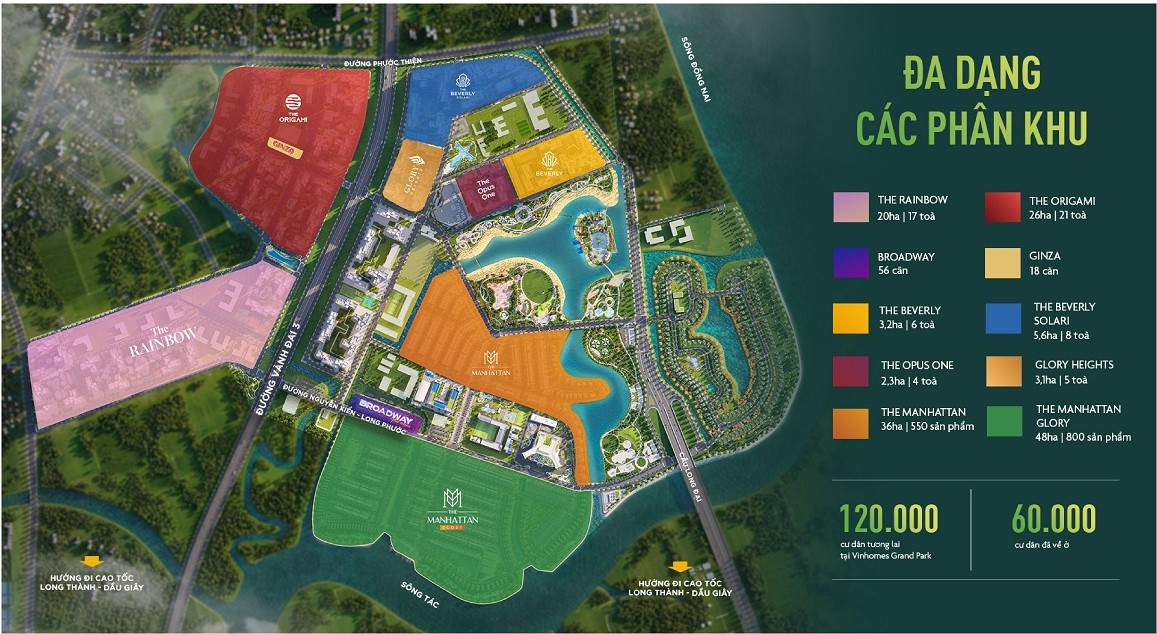 ĐƯỜNG PHƯỚC THIỆN
SÔNG ĐỒNG NAI
THE
ORIGAMI
GINZA
THE
BEVERLY
SOLARI
GLORY
The
Opus
One
THE
BEVERLY
The
RAINBOW
ĐƯỜNG VÀNH ĐAI 3
THE
MANHATTAN
ĐƯỜNG NGUYỄN XIỂN - LONG PHƯỚC
BROADWAY
CẦU LONG ĐẠI
THE
MANHATTAN
GLORY
SÔNG TẮC
HƯỚNG ĐI CAO TỐC
LONG THÀNH - DẦU GIÂY
HƯỚNG ĐI CAO TỐC
LONG THÀNH - DẦU GIÂY
ĐA DẠNG
CÁC PHÂN KHU
THE RAINBOW
20ha | 17 toà
THE ORIGAMI
26ha | 21 toà
BROADWAY
56 căn
GINZA
18 căn
THE BEVERLY
3,2ha | 6 toà
THE BEVERLY
SOLARI
5,6ha | 8 toà
THE OPUS ONE
2,3ha | 4 toà
GLORY HEIGHTS
3,1ha | 5 toà
THE MANHATTAN
36ha | 550 sản phẩm
THE MANHATTAN
GLORY
48ha | 800 sản phẩm
120.000
cư dân tương lai
tại Vinhomes Grand Park
60.000
cư dân đã về ở